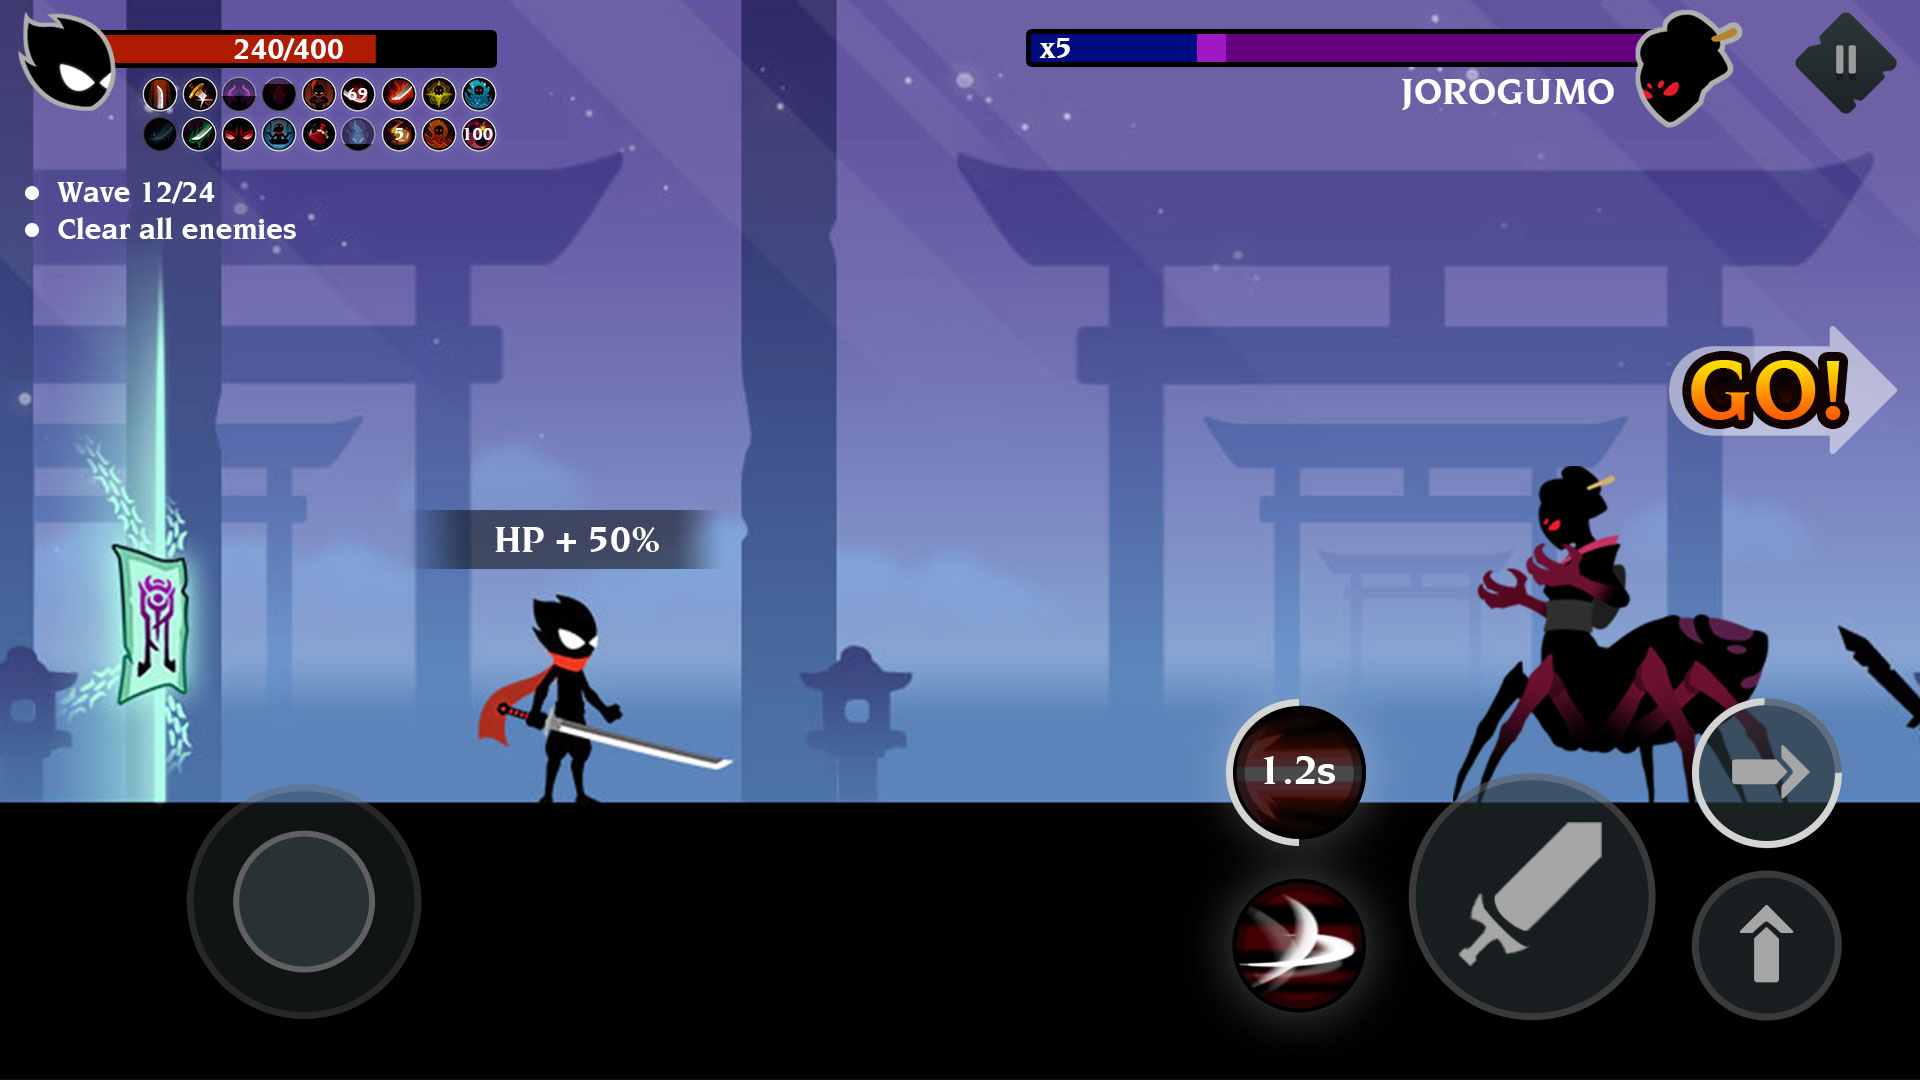 240/400
x5
JOROGUMO
69
5
100
Wave 12/24
Clear all enemies
GO!
HP + 50%
1.2s